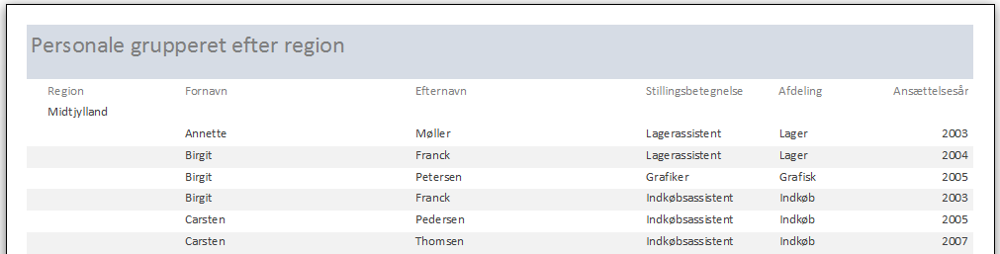 Personale grupperet efter region
Region Fornavn Efternavn Stillingsbetegnelse Afdeling Ansættelsesår
Midtjylland
Annette Møller Lagerassistent Lager 2003
Birgit Franck Lagerassistent Lager 2004
Birgit Petersen Grafiker Grafisk 2005
Birgit Franck Indkøbsassistent Indkøb 2003
Carsten Pedersen Indkøbsassistent Indkøb 2005
Carsten Thomsen Indkøbsassistent Indkøb 2007